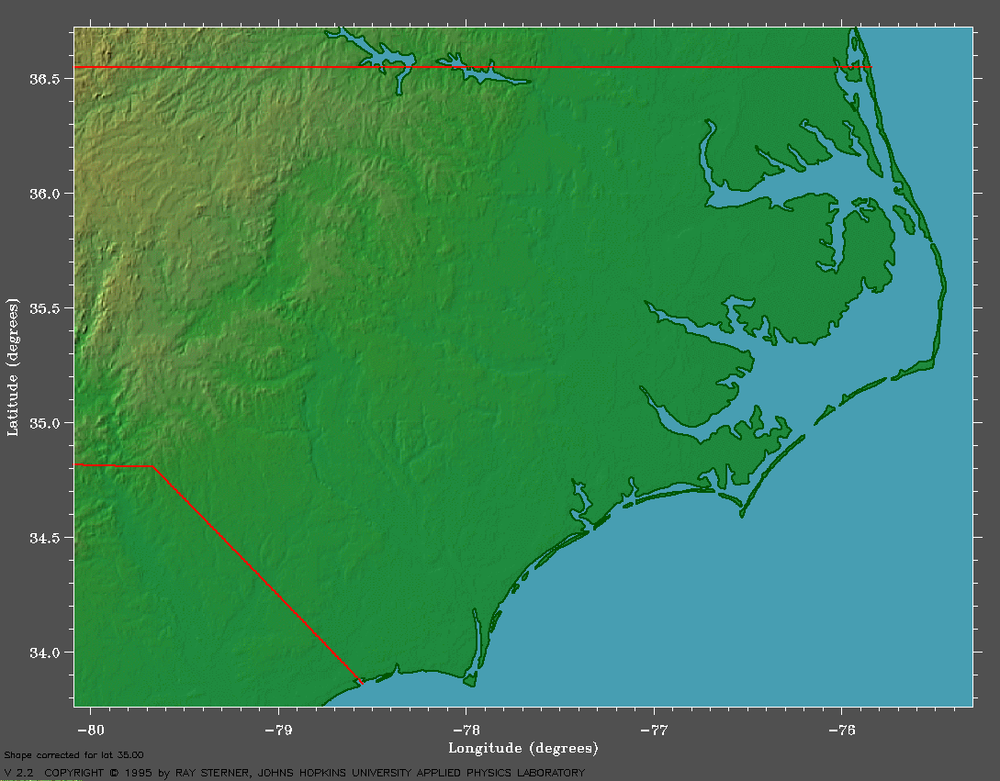 36.5
36.0
35.5
35.0
34.5
34.0
Latitude (degrees)
-80 -79 -78 -77 -76
Longitude (degrees)
Shape corrected for lat 35.00
V 2.2 COPYRIGHT © 1995 by RAY STERNER, JOHNS HOPKINS UNIVERSITY APPLIED PHYSICS LABORATORY